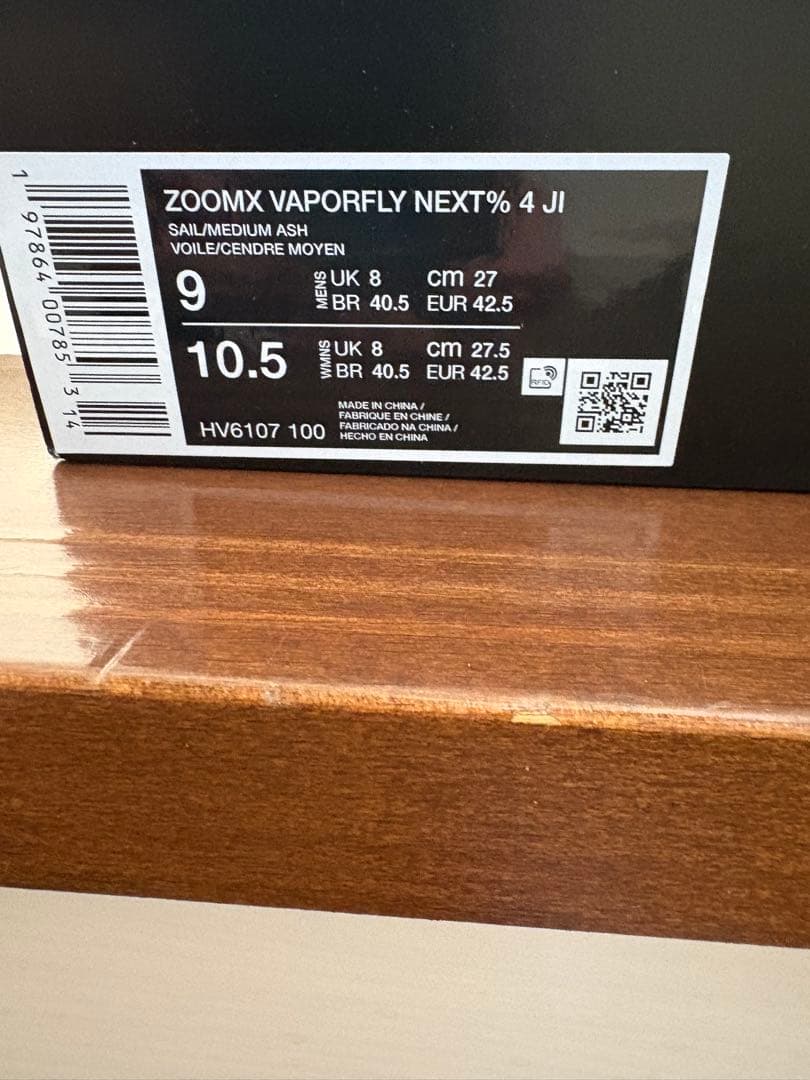 ZOOMX VAPORFLY NEXT% 4 JI
SAIL/MEDIUM ASH
VOILE/CENDRE MOYEN
9 MENS UK 8 cm 27
BR 40.5 EUR 42.5
10.5 WMNS UK 8 cm 27.5
BR 40.5 EUR 42.5
RFID
HV6107 100
MADE IN CHINA /
FABRIQUE EN CHINE /
FABRICADO NA CHINA /
HECHO EN CHINA
1 97864 00785 3 14